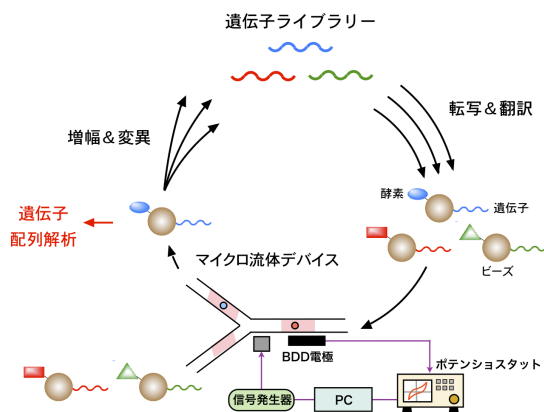 遺伝子ライブラリー
転写＆翻訳
増幅＆変異
酵素
遺伝子
遺伝子
配列解析
ビーズ
マイクロ流体デバイス
BDD電極
ポテンショスタット
信号発生器
PC